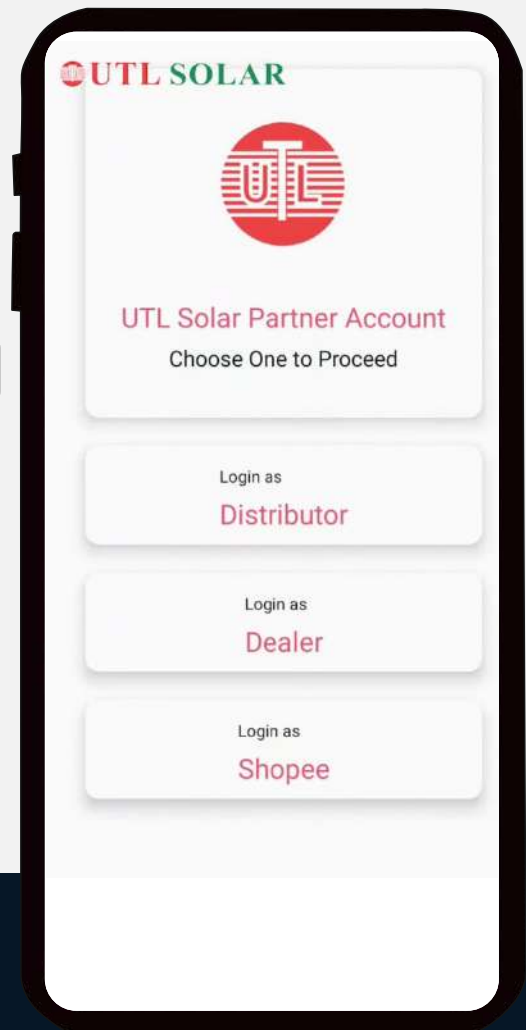 UTL SOLAR
UTL
UTL Solar Partner Account
Choose One to Proceed
Login as
Distributor
Login as
Dealer
Login as
Shopee